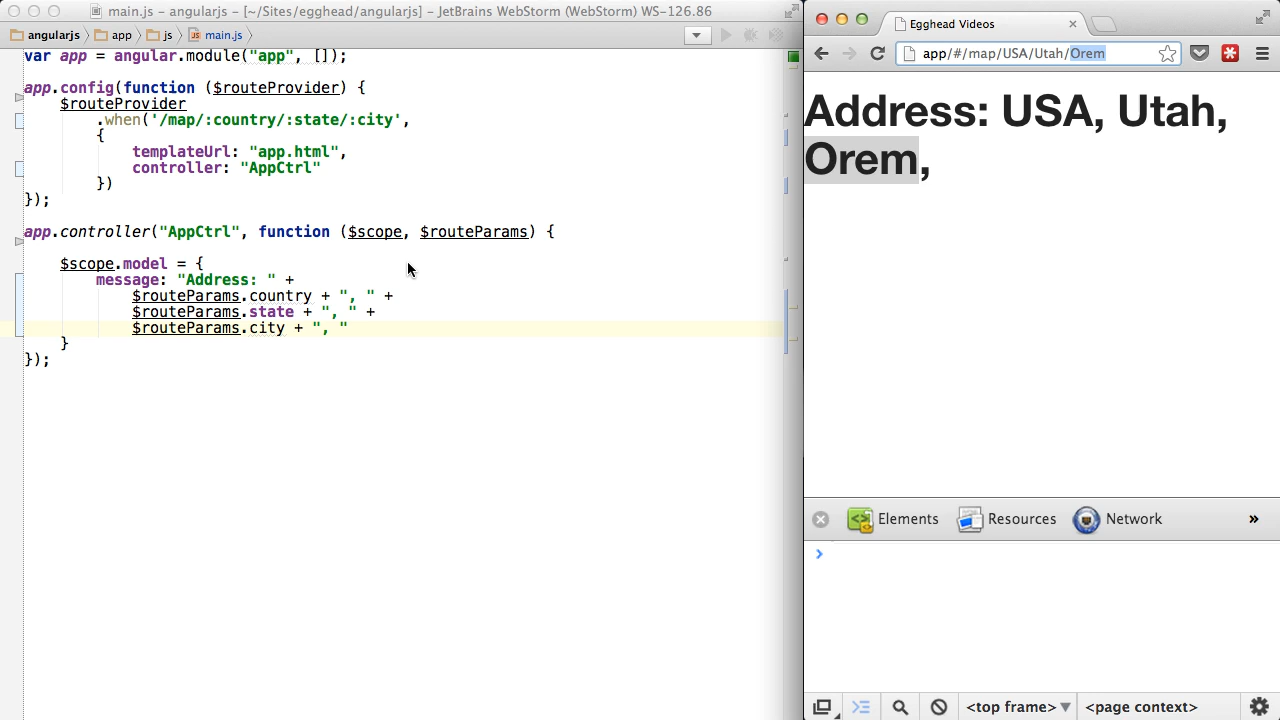 main.js – angularjs – [~/Sites/egghead/angularjs] – JetBrains WebStorm (WebStorm) WS-126.86
angularjs app js main.js
var app = angular.module("app", []);
app.config(function ($routeProvider) {
$routeProvider
.when('/map/:country/:state/:city',
{
templateUrl: "app.html",
controller: "AppCtrl"
})
});
app.controller("AppCtrl", function ($scope, $routeParams) {
$scope.model = {
message: "Address: " +
$routeParams.country + ", " +
$routeParams.state + ", " +
$routeParams.city + ", "
}
});
Egghead Videos
app/#/map/USA/Utah/Orem
Address: USA, Utah,
Orem,
Elements Resources Network »
<top frame> <page context>